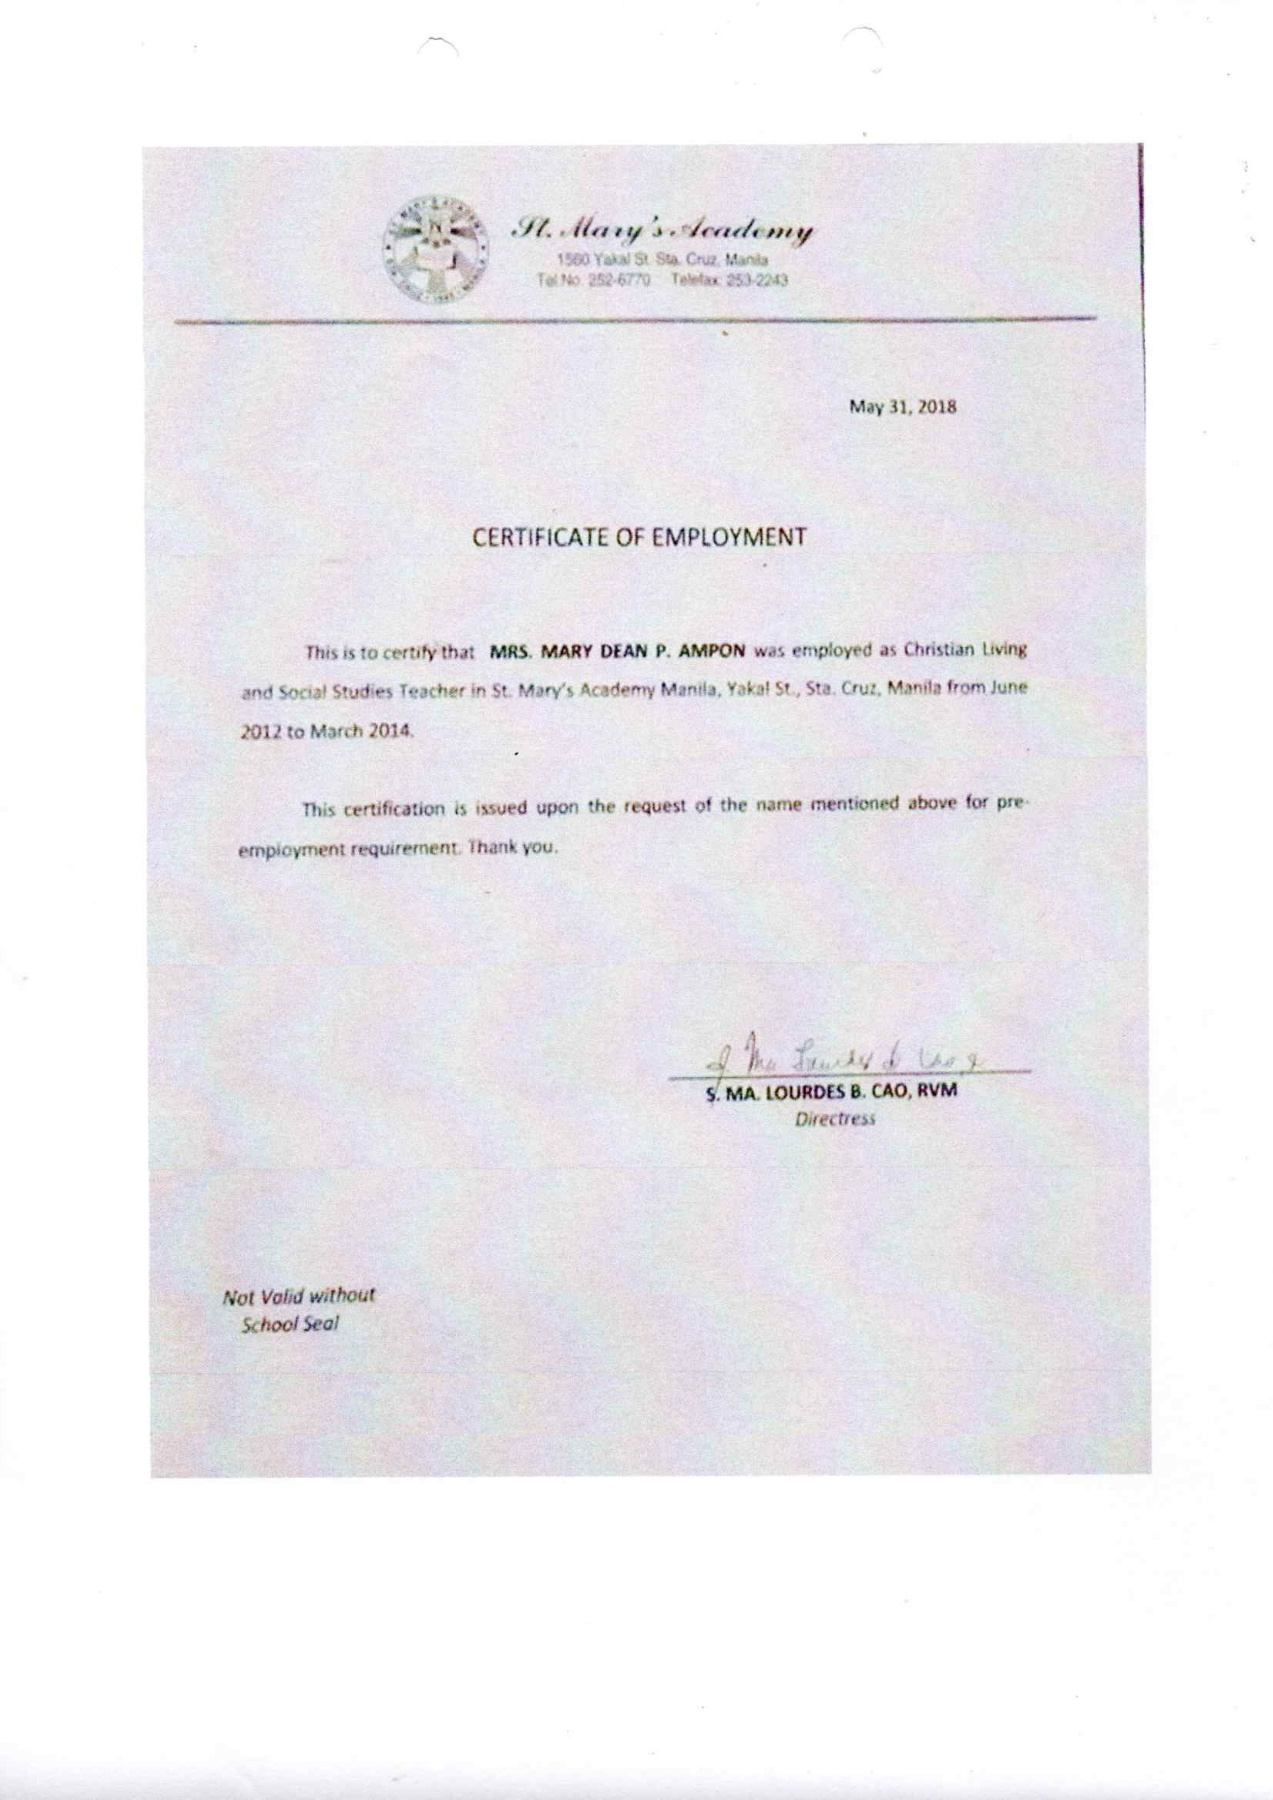 St. Mary's Academy
1560 Yakal St. Sta. Cruz, Manila
Tel.No. 252-6770 Telefax: 253-2243
May 31, 2018
CERTIFICATE OF EMPLOYMENT
This is to certify that MRS. MARY DEAN P. AMPON was employed as Christian Living
and Social Studies Teacher in St. Mary's Academy Manila, Yakal St., Sta. Cruz, Manila from June
2012 to March 2014.
This certification is issued upon the request of the name mentioned above for pre-
employment requirement. Thank you.
S. MA. LOURDES B. CAO, RVM
Directress
Not Valid without
School Seal